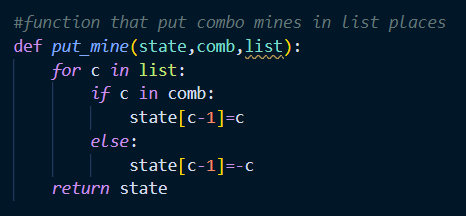 #function that put combo mines in list places
def put_mine(state,comb,list):
    for c in list:
        if c in comb:
            state[c-1]=c
        else:
            state[c-1]=-c
    return state